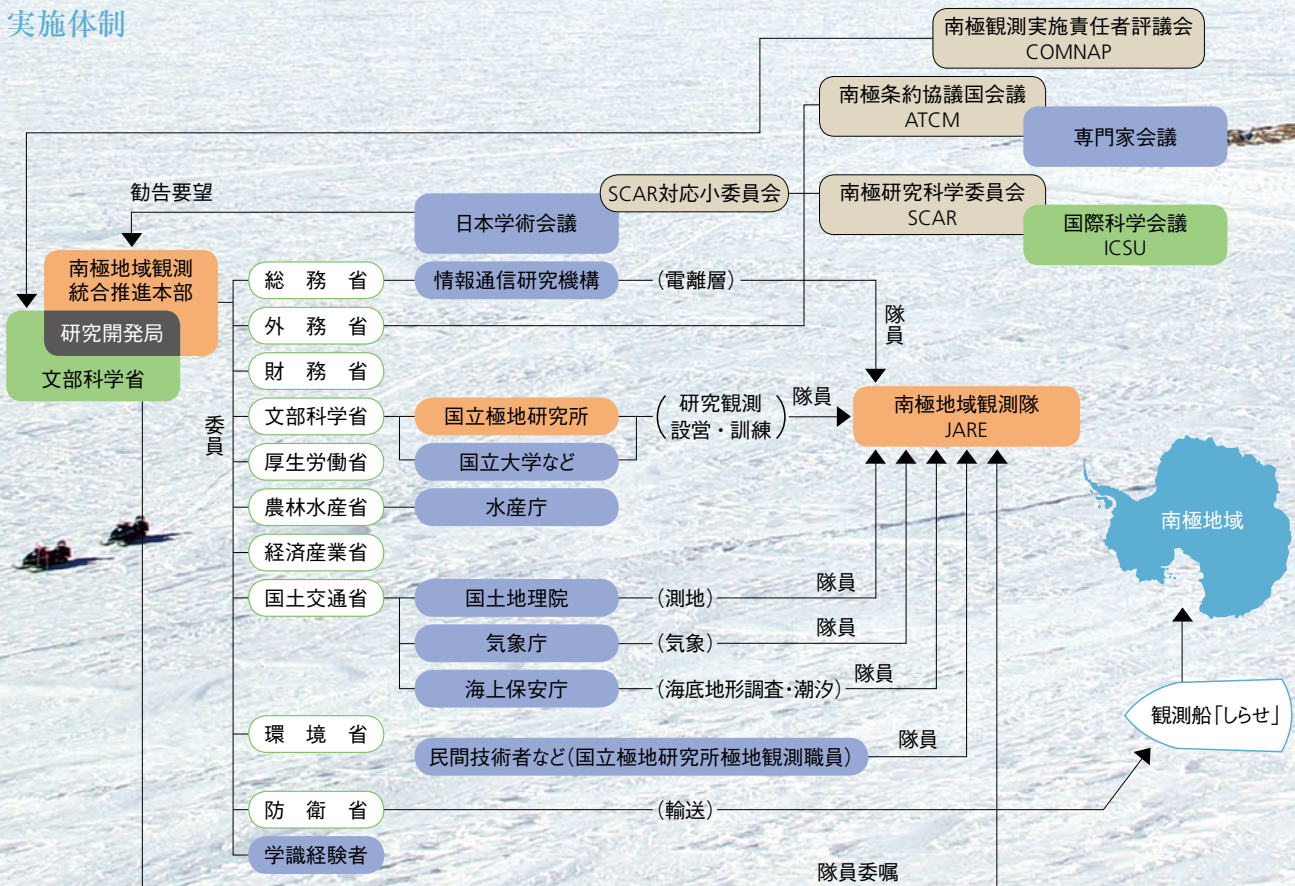 実施体制
南極観測実施責任者評議会
COMNAP
南極条約協議国会議
ATCM
専門家会議
勧告要望
日本学術会議
SCAR対応小委員会
南極研究科学委員会
SCAR
国際科学会議
ICSU
南極地域観測
統合推進本部
研究開発局
文部科学省
委員
総務省
情報通信研究機構
(電離層)
隊員
外務省
財務省
文部科学省
国立極地研究所
国立大学など
(研究観測
設営・訓練)
隊員
南極地域観測隊
JARE
厚生労働省
農林水産省
水産庁
経済産業省
国土交通省
国土地理院
(測地)
隊員
気象庁
(気象)
隊員
海上保安庁
(海底地形調査・潮汐)
隊員
環境省
民間技術者など(国立極地研究所極地観測職員)
隊員
防衛省
(輸送)
学識経験者
隊員委嘱
南極地域
観測船「しらせ」